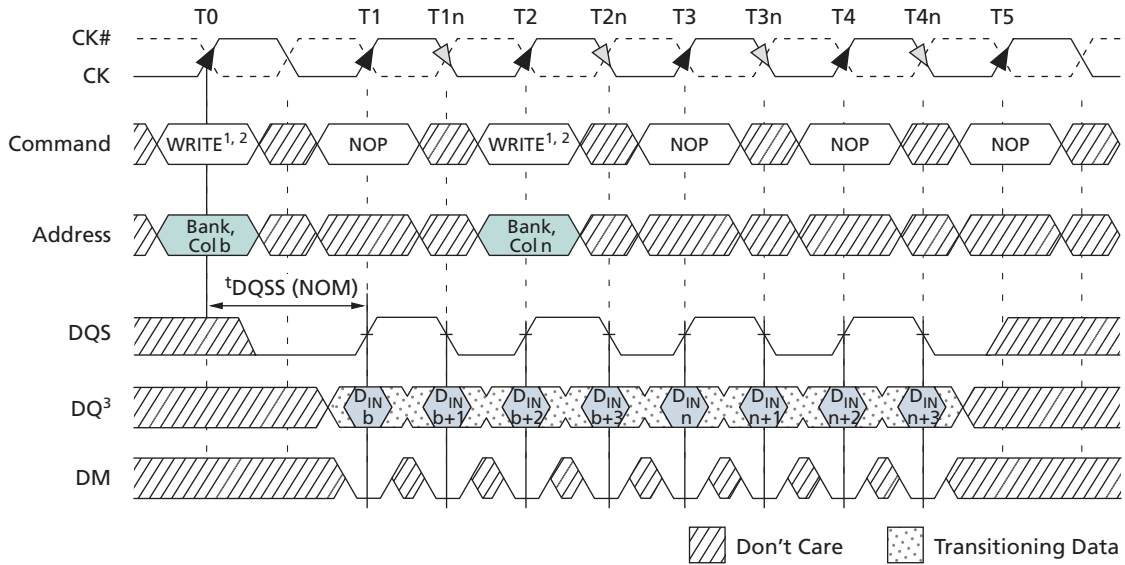 T0 T1 T1n T2 T2n T3 T3n T4 T4n T5
CK#
CK
Command WRITE1, 2 NOP WRITE1, 2 NOP NOP NOP
Address Bank, Col b Bank, Col n
tDQSS (NOM)
DQS
DQ3 DIN b DIN b+1 DIN b+2 DIN b+3 DIN n DIN n+1 DIN n+2 DIN n+3
DM
Don't Care Transitioning Data